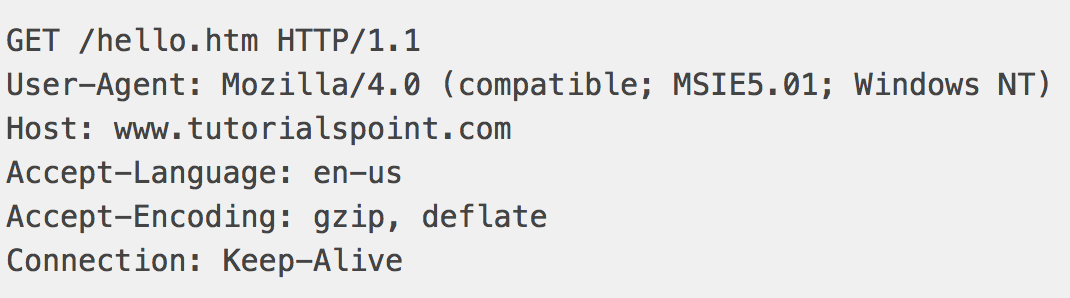 GET /hello.htm HTTP/1.1
User-Agent: Mozilla/4.0 (compatible; MSIE5.01; Windows NT)
Host: www.tutorialspoint.com
Accept-Language: en-us
Accept-Encoding: gzip, deflate
Connection: Keep-Alive